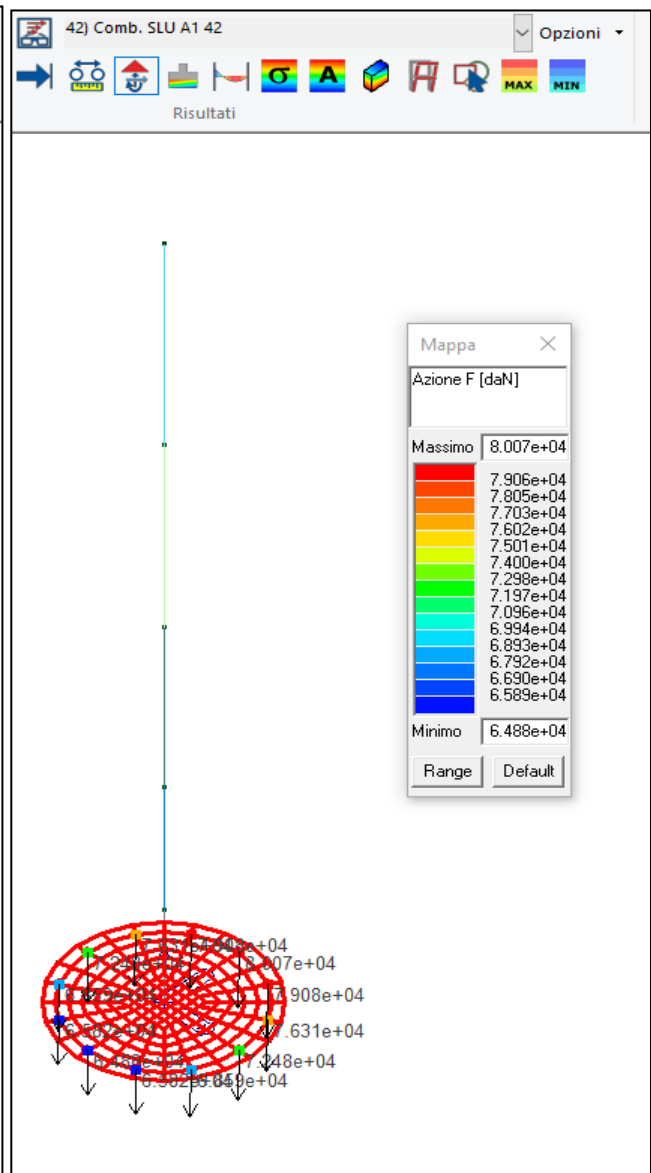 42) Comb. SLU A1 42
Opzioni
σ
A
MAX
MIN
Risultati
Mappa
Azione F [daN]
Massimo 8.007e+04
7.906e+04
7.805e+04
7.703e+04
7.602e+04
7.501e+04
7.400e+04
7.298e+04
7.197e+04
7.096e+04
6.994e+04
6.893e+04
6.792e+04
6.690e+04
6.589e+04
Minimo 6.488e+04
Range Default
8.007e+04
7.908e+04
7.631e+04
7.248e+04